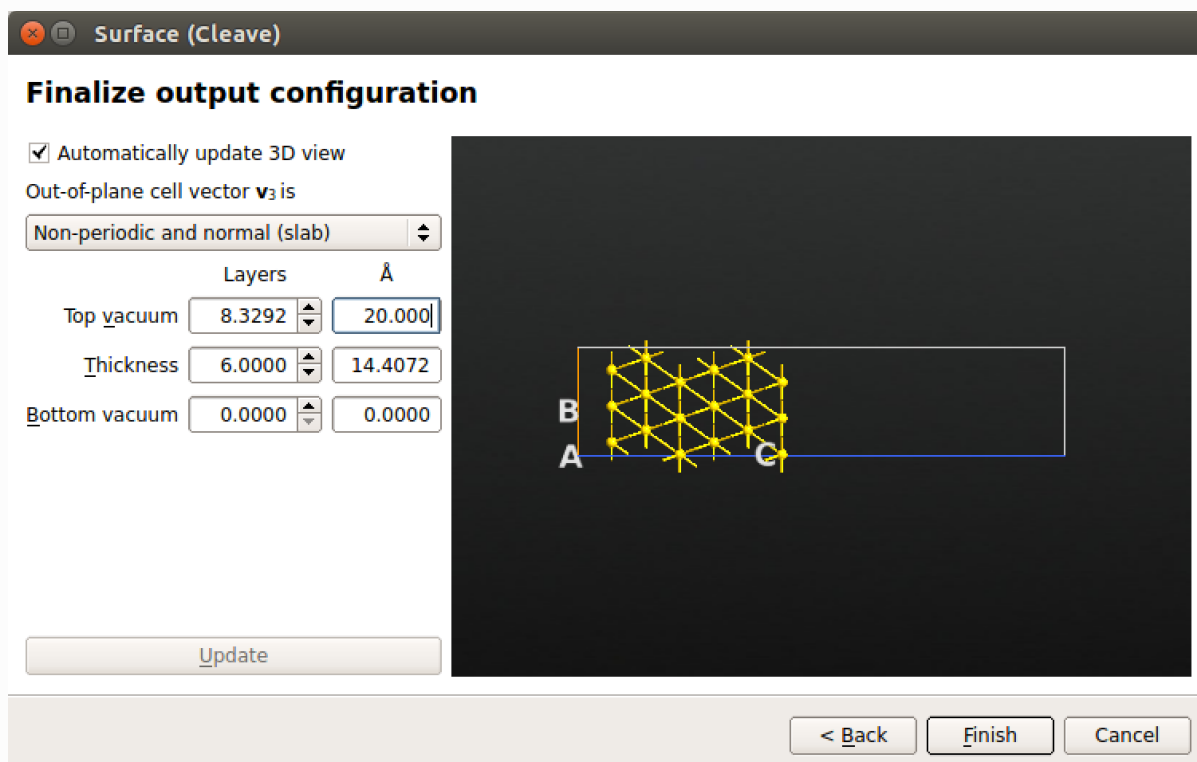 Surface (Cleave)
Finalize output configuration
Automatically update 3D view
Out-of-plane cell vector v₃ is
Non-periodic and normal (slab)
Layers Å
Top vacuum 8.3292 20.000
Thickness 6.0000 14.4072
Bottom vacuum 0.0000 0.0000
B
A C
Update
< Back Finish Cancel